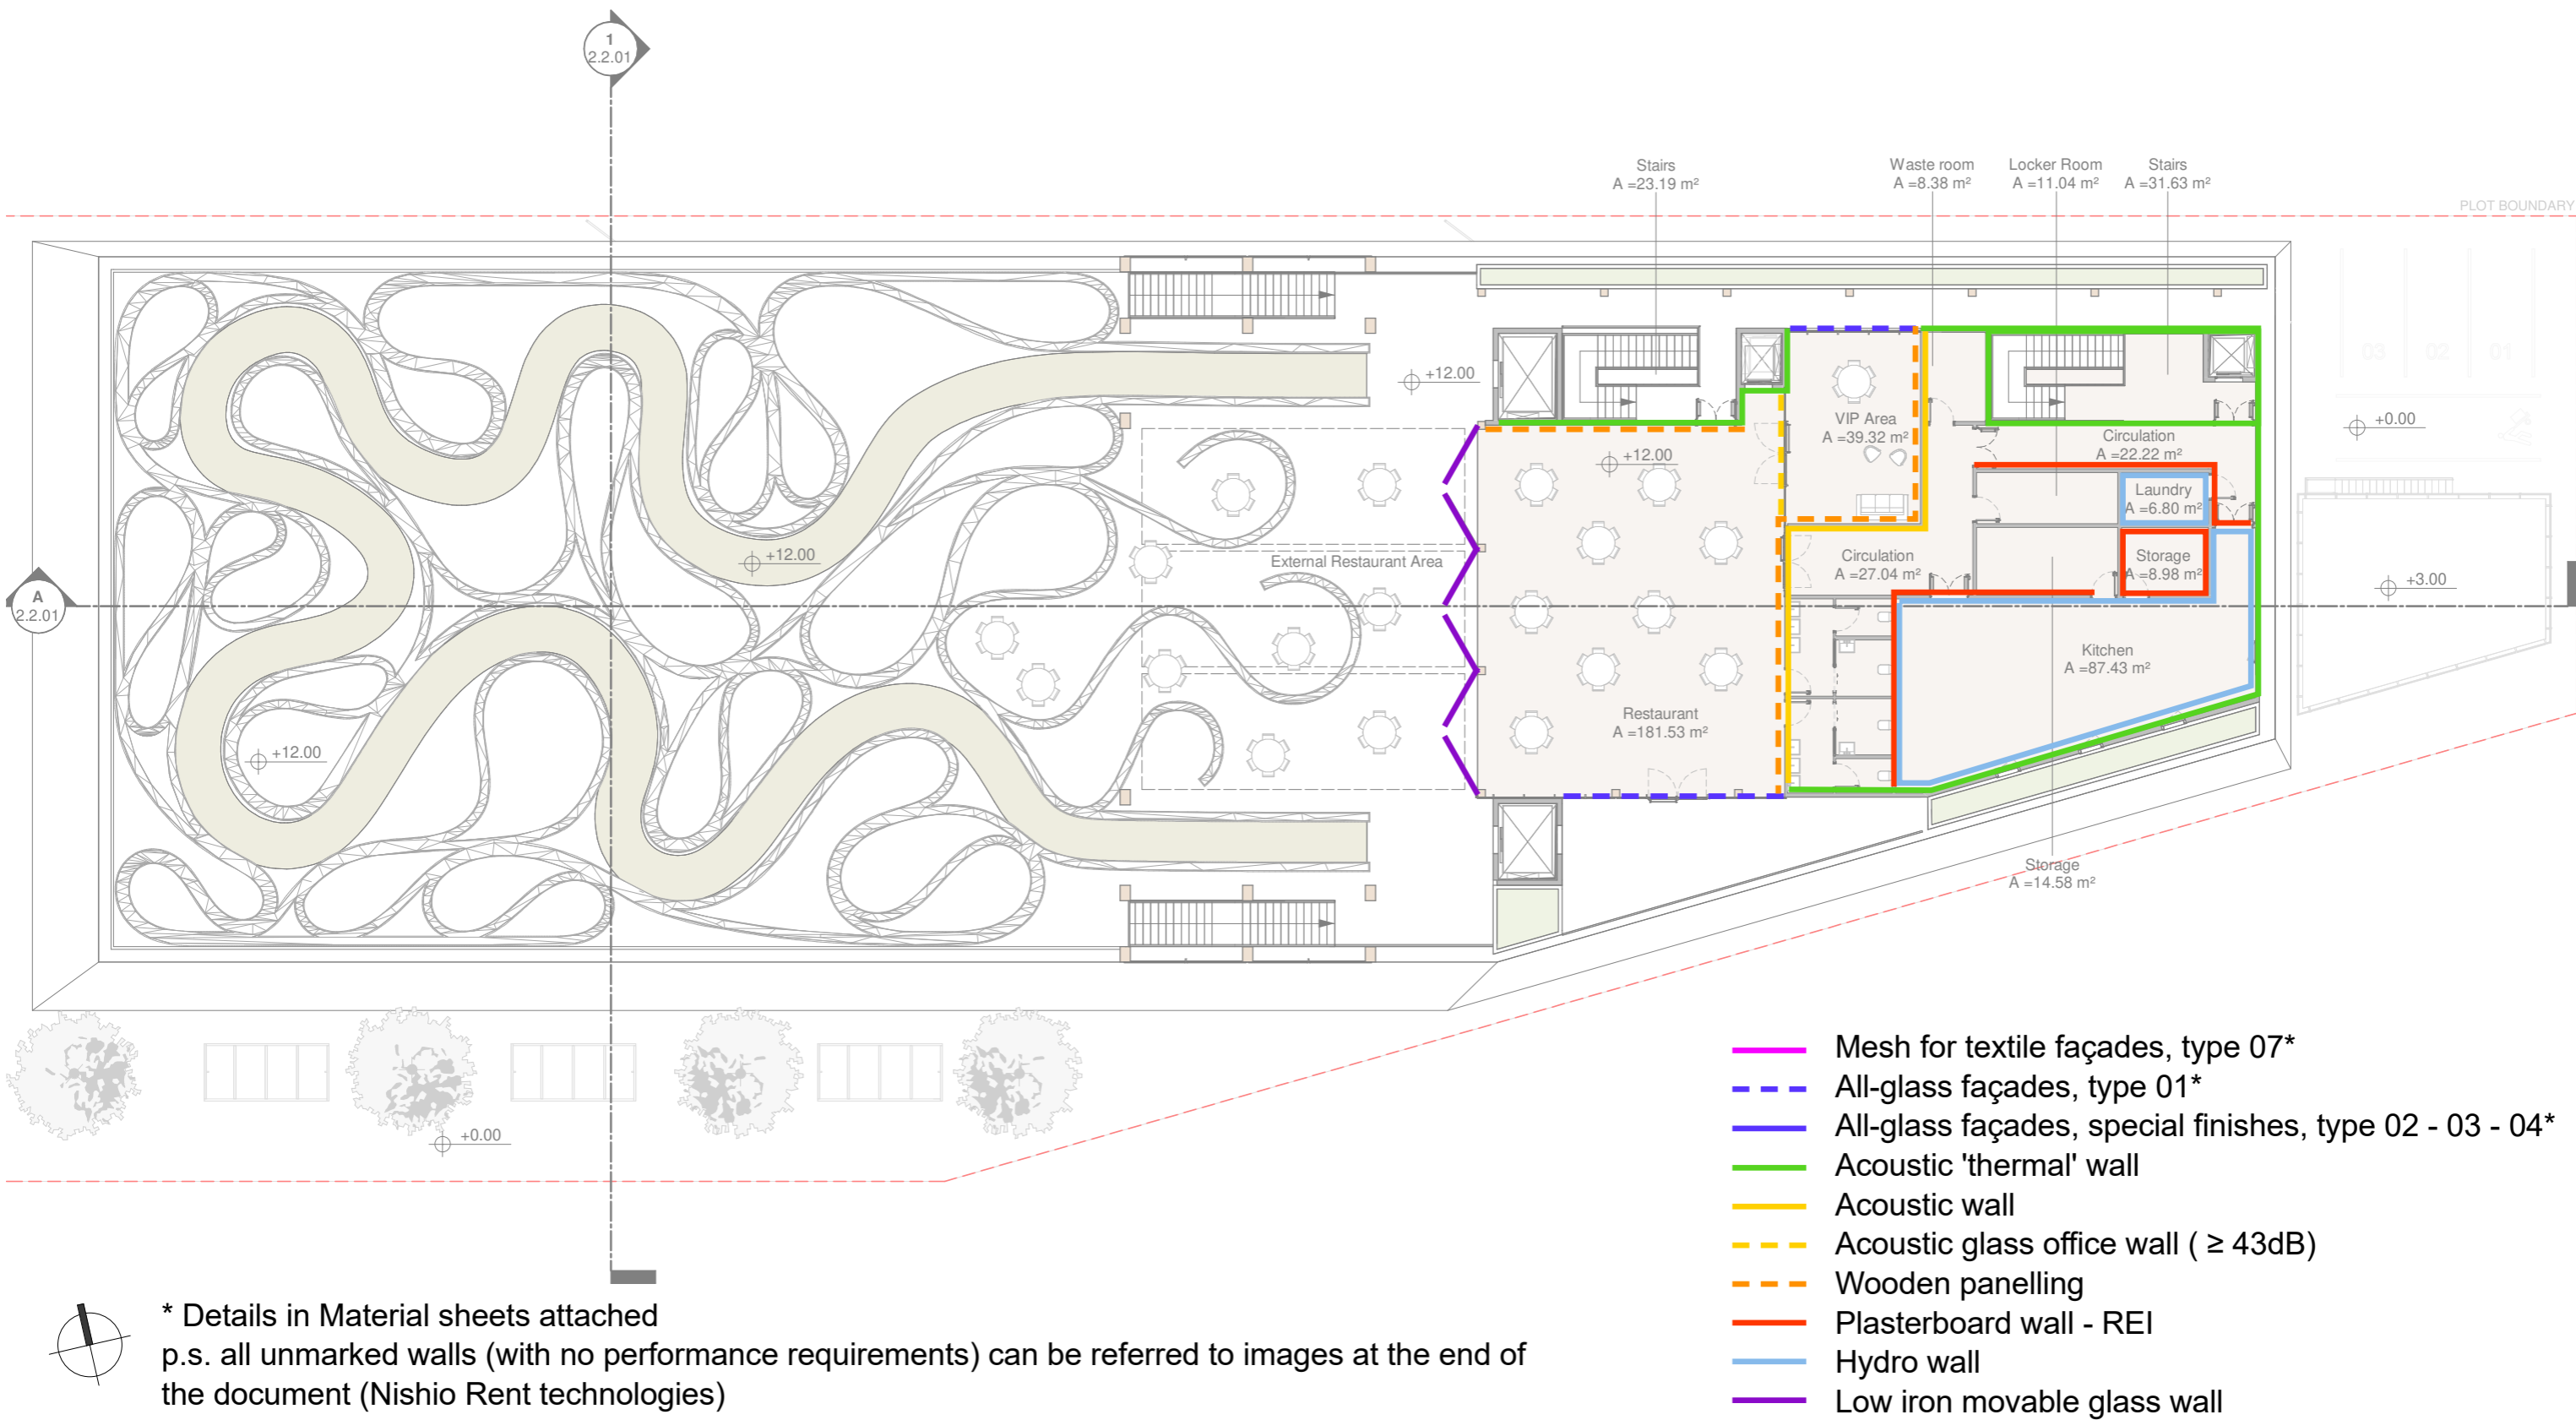 1
2.2.01
Stairs
A =23.19 m²
Waste room
A =8.38 m²
Locker Room
A =11.04 m²
Stairs
A =31.63 m²
PLOT BOUNDARY
03
02
01
+12.00
+0.00
VIP Area
A =39.32 m²
Circulation
A =22.22 m²
+12.00
Laundry
A =6.80 m²
+12.00
External Restaurant Area
Circulation
A =27.04 m²
Storage
A =8.98 m²
+3.00
A
2.2.01
Kitchen
A =87.43 m²
Restaurant
A =181.53 m²
+12.00
Storage
A =14.58 m²
+0.00
Mesh for textile façades, type 07*
All-glass façades, type 01*
All-glass façades, special finishes, type 02 - 03 - 04*
Acoustic 'thermal' wall
Acoustic wall
Acoustic glass office wall ( ≥ 43dB)
Wooden panelling
Plasterboard wall - REI
Hydro wall
Low iron movable glass wall
* Details in Material sheets attached
p.s. all unmarked walls (with no performance requirements) can be referred to images at the end of
the document (Nishio Rent technologies)